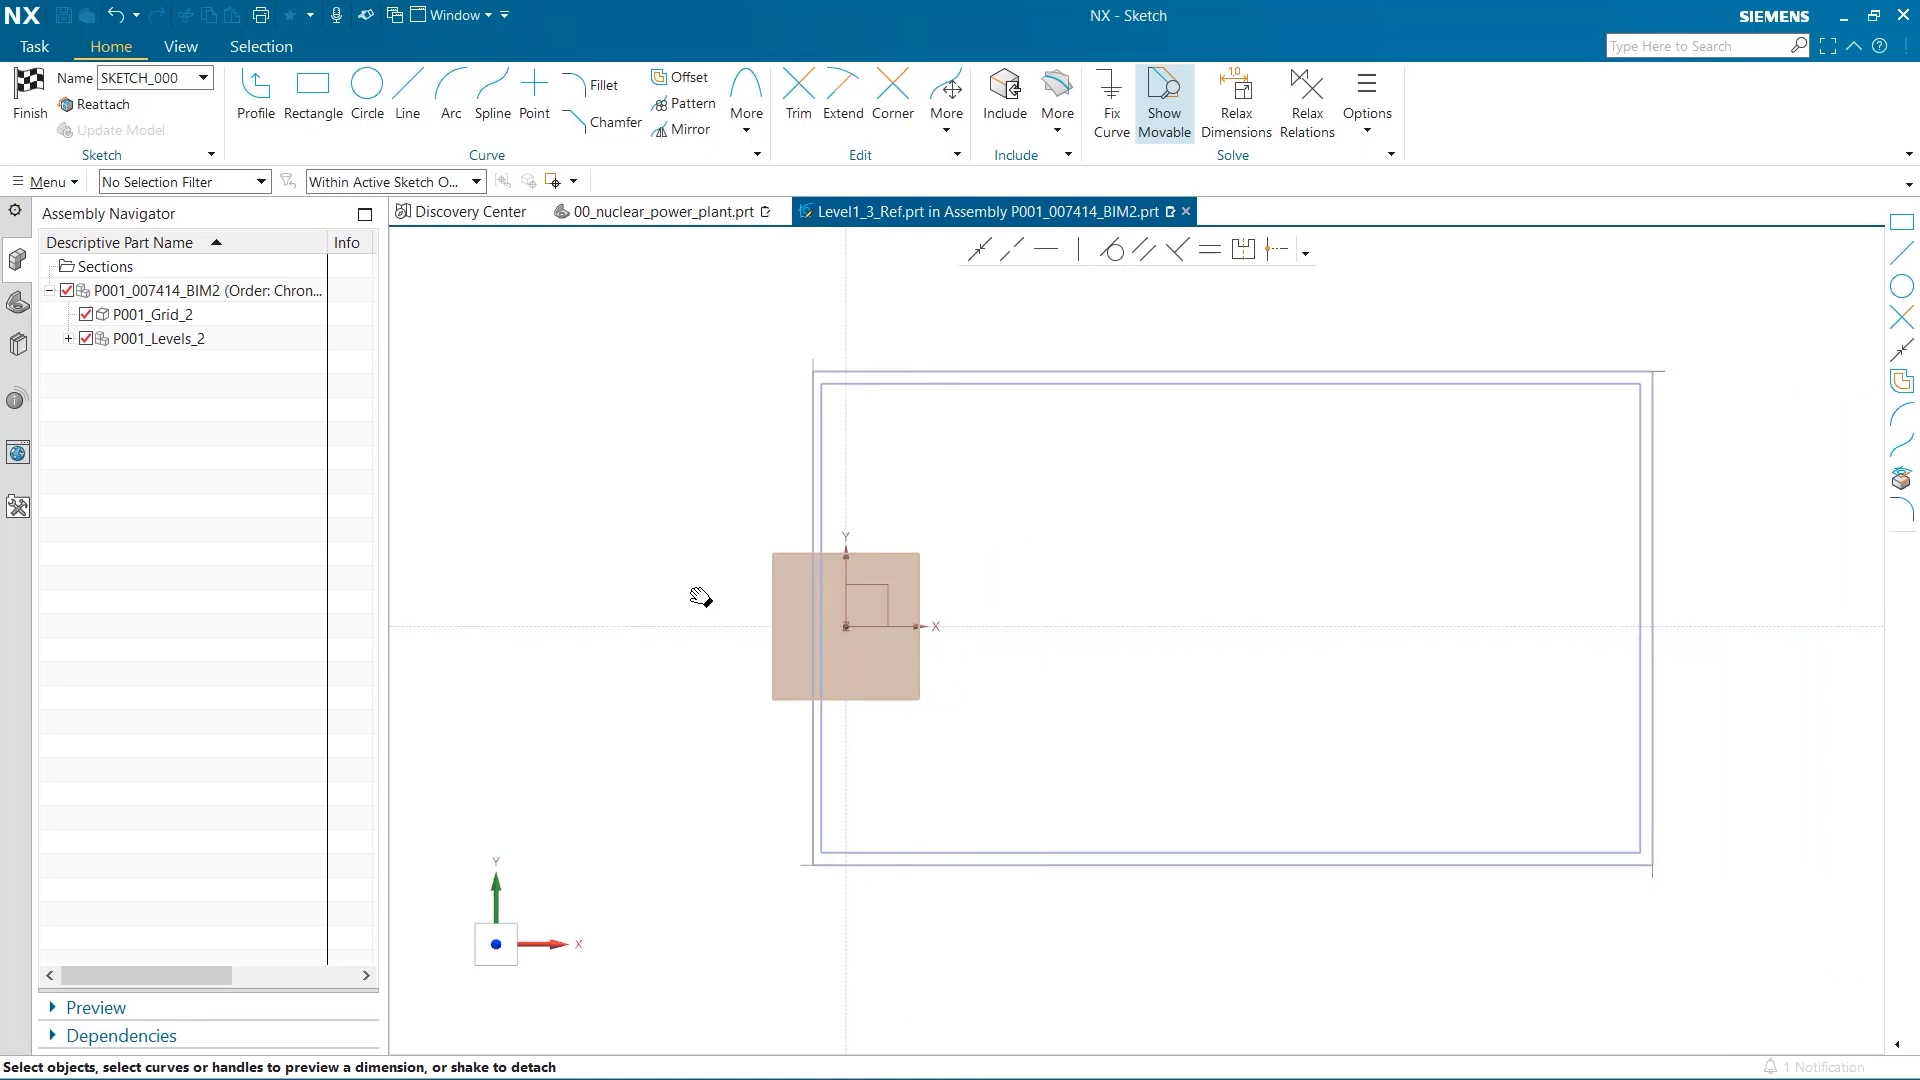 NX
Window
NX - Sketch
SIEMENS
Task
Home
View
Selection
Type Here to Search
Finish
Name SKETCH_000
Reattach
Update Model
Sketch
Profile
Rectangle
Circle
Line
Arc
Spline
Point
Fillet
Chamfer
Offset
Pattern
Mirror
More
Curve
Trim
Extend
Corner
More
Edit
Include
More
Include
Fix Curve
Show Movable
Relax Dimensions
1.0
Relax Relations
Options
Solve
Menu
No Selection Filter
Within Active Sketch O...
Assembly Navigator
Discovery Center
00_nuclear_power_plant.prt
Level1_3_Ref.prt in Assembly P001_007414_BIM2.prt
Descriptive Part Name
Info
Sections
P001_007414_BIM2 (Order: Chron...
P001_Grid_2
P001_Levels_2
Y
X
Y
X
Preview
Dependencies
Select objects, select curves or handles to preview a dimension, or shake to detach
1 Notification